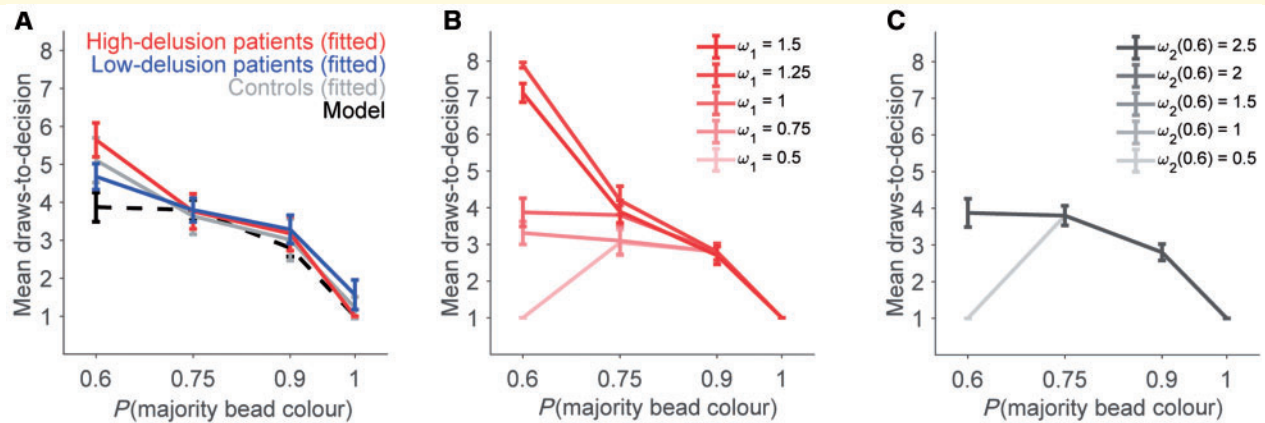 A
High-delusion patients (fitted)
Low-delusion patients (fitted)
Controls (fitted)
Model
Mean draws-to-decision
8
7
6
5
4
3
2
1
0.6 0.75 0.9 1
P(majority bead colour)
B
ω1 = 1.5
ω1 = 1.25
ω1 = 1
ω1 = 0.75
ω1 = 0.5
Mean draws-to-decision
8
7
6
5
4
3
2
1
0.6 0.75 0.9 1
P(majority bead colour)
C
ω2(0.6) = 2.5
ω2(0.6) = 2
ω2(0.6) = 1.5
ω2(0.6) = 1
ω2(0.6) = 0.5
Mean draws-to-decision
8
7
6
5
4
3
2
1
0.6 0.75 0.9 1
P(majority bead colour)